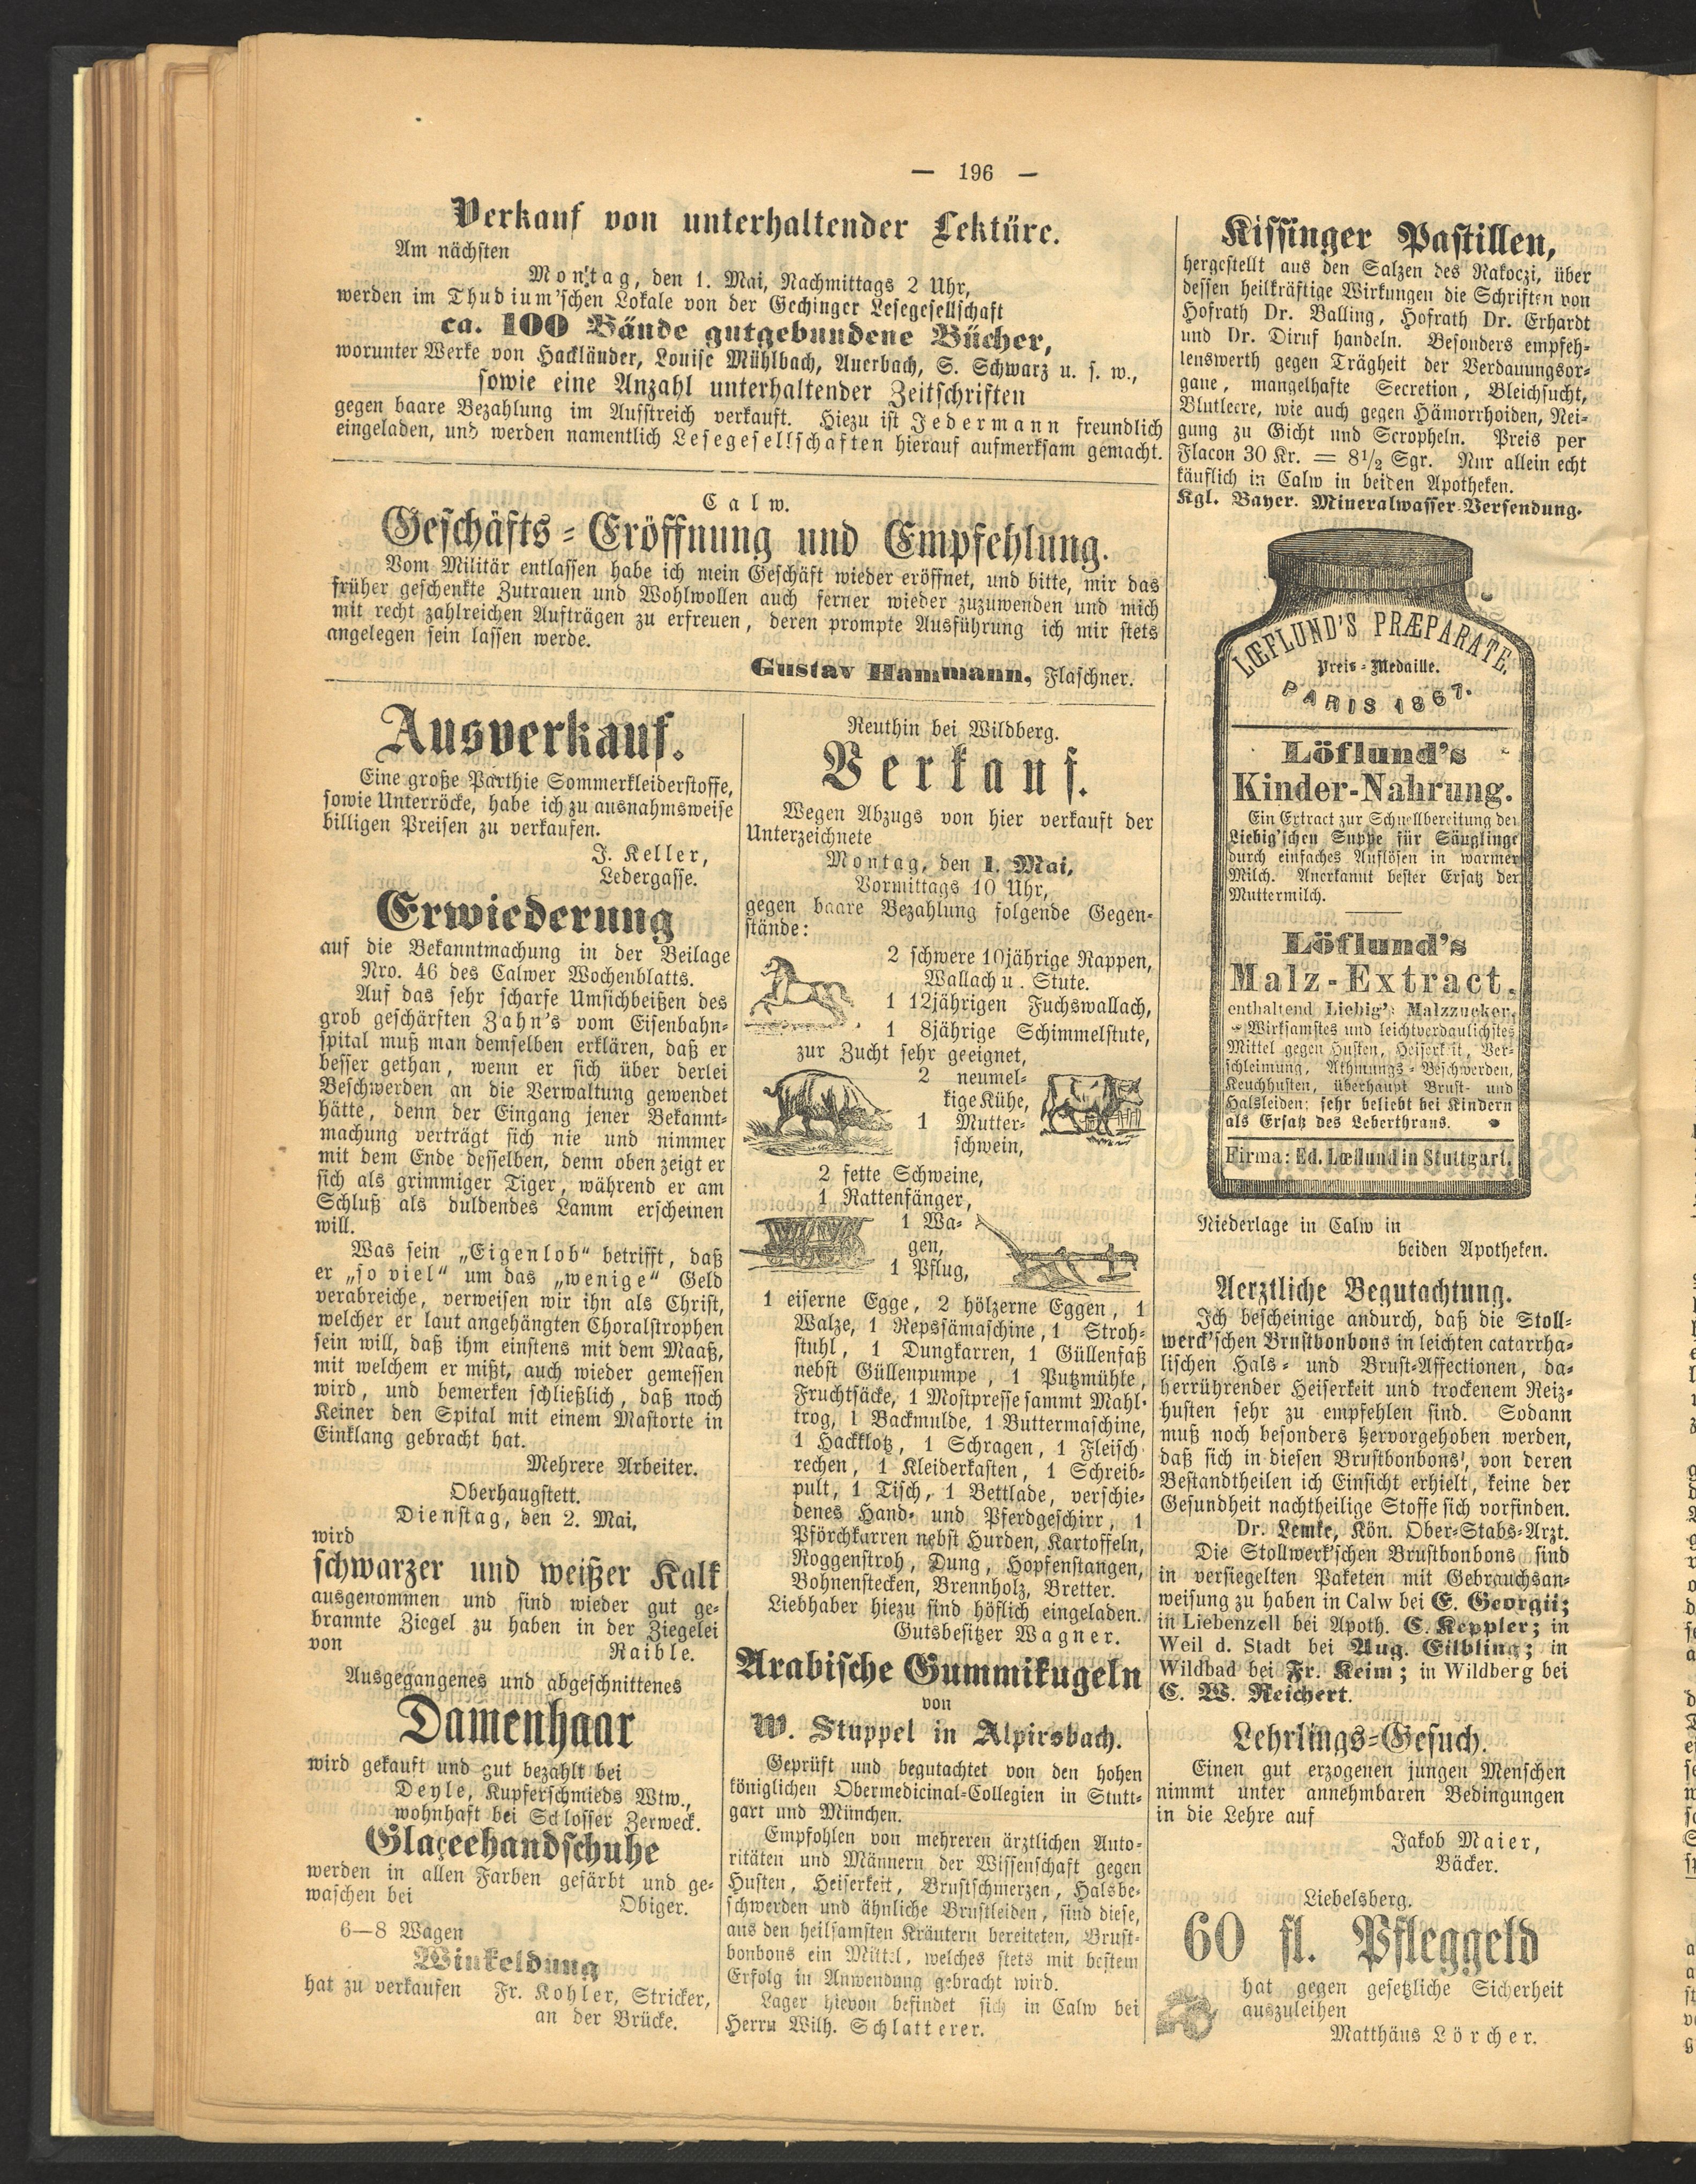 — 196 —
Verkauf von unterhaltender Lektüre.
Am nächsten
Montag, den 1. Mai, Nachmittags 2 Uhr,
werden im Thudium'schen Lokale von der Gechinger Lesegesellschaft
ca. 100 Bände gutgebundene Bücher,
worunter Werke von Hackländer, Louise Mühlbach, Auerbach, S. Schwarz u. s. w.,
sowie eine Anzahl unterhaltender Zeitschriften
gegen baare Bezahlung im Aufstreich verkauft. Hiezu ist Jedermann freundlich
eingeladen, und werden namentlich Lesegesellschaften hierauf aufmerksam gemacht.
Calw.
Geschäfts-Eröffnung und Empfehlung.
Vom Militär entlassen habe ich mein Geschäft wieder eröffnet, und bitte, mir das
früher geschenkte Zutrauen und Wohlwollen auch ferner wieder zuzuwenden und mich
mit recht zahlreichen Aufträgen zu erfreuen, deren prompte Ausführung ich mir stets
angelegen sein lassen werde.
Gustav Hammann, Flaschner.
Ausverkauf.
Eine große Parthie Sommerkleiderstoffe,
sowie Unterröcke, habe ich zu ausnahmsweise
billigen Preisen zu verkaufen.
J. Keller,
Ledergasse.
Erwiederung
auf die Bekanntmachung in der Beilage
Nro. 46 des Calwer Wochenblatts.
Auf das sehr scharfe Umsichbeißen des
grob geschärften Zahn's vom Eisenbahn-
spital muß man demselben erklären, daß er
besser gethan, wenn er sich über derlei
Beschwerden an die Verwaltung gewendet
hätte, denn der Eingang jener Bekannt-
machung verträgt sich nie und nimmer
mit dem Ende desselben, denn oben zeigt er
sich als grimmiger Tiger, während er am
Schluß als duldendes Lamm erscheinen
will.
Was sein „Eigenlob“ betrifft, daß
er „so viel“ um das „wenige“ Geld
verabreiche, verweisen wir ihn als Christ,
welcher er laut angehängten Choralstrophen
sein will, daß ihm einstens mit dem Maaß,
mit welchem er mißt, auch wieder gemessen
wird, und bemerken schließlich, daß noch
Keiner den Spital mit einem Mastorte in
Einklang gebracht hat.
Mehrere Arbeiter.
Oberhaugstett.
Dienstag, den 2. Mai,
wird
schwarzer und weißer Kalk
ausgenommen und sind wieder gut ge-
brannte Ziegel zu haben in der Ziegelei
von Raible.
Ausgegangenes und abgeschnittenes
Damenhaar
wird gekauft und gut bezahlt bei
Deyle, Kupferschmieds Wtw.,
wohnhaft bei Schlosser Zerweck.
Glaçeehandschuhe
werden in allen Farben gefärbt und ge-
waschen bei Obiger.
6—8 Wagen
Winkeldung
hat zu verkaufen Fr. Kohler, Stricker,
an der Brücke.
Reuthin bei Wildberg.
Verkauf.
Wegen Abzugs von hier verkauft der
Unterzeichnete
Montag, den 1. Mai,
Vormittags 10 Uhr,
gegen baare Bezahlung folgende Gegen-
stände:
2 schwere 10jährige Rappen,
Wallach u. Stute.
1 12jährigen Fuchswallach,
1 8jährige Schimmelstute,
zur Zucht sehr geeignet,
2 neumel-
kige Kühe,
1 Mutter-
schwein,
2 fette Schweine,
1 Rattenfänger,
1 Wa-
gen,
1 Pflug,
1 eiserne Egge, 2 hölzerne Eggen, 1
Walze, 1 Repssämaschine, 1 Stroh-
stuhl, 1 Dungkarren, 1 Güllenfaß
nebst Güllenpumpe, 1 Putzmühle,
Fruchtsäcke, 1 Mostpresse sammt Mahl-
trog, 1 Backmulde, 1 Buttermaschine,
1 Hackklotz, 1 Schragen, 1 Fleisch
rechen, 1 Kleiderkasten, 1 Schreib-
pult, 1 Tisch, 1 Bettlade, verschie-
denes Hand- und Pferdgeschirr, 1
Pförchkarren nebst Hurden, Kartoffeln,
Roggenstroh, Dung, Hopfenstangen,
Bohnenstecken, Brennholz, Bretter.
Liebhaber hiezu sind höflich eingeladen.
Gutsbesitzer Wagner.
Arabische Gummikugeln
von
W. Stuppel in Alpirsbach.
Geprüft und begutachtet von den hohen
königlichen Obermedicinal-Collegien in Stutt-
gart und München.
Empfohlen von mehreren ärztlichen Auto-
ritäten und Männern der Wissenschaft gegen
Husten, Heiserkeit, Brustschmerzen, Halsbe-
schwerden und ähnliche Brustleiden, sind diese,
aus den heilsamsten Kräutern bereiteten, Brust-
bonbons ein Mittel, welches stets mit bestem
Erfolg in Anwendung gebracht wird.
Lager hievon befindet sich in Calw bei
Herrn Wilh. Schlatterer.
Kissinger Pastillen,
hergestellt aus den Salzen des Rakoczi, über
dessen heilkräftige Wirkungen die Schriften von
Hofrath Dr. Balling, Hofrath Dr. Erhardt
und Dr. Diruf handeln. Besonders empfeh-
lenswerth gegen Trägheit der Verdauungsor-
gane, mangelhafte Secretion, Bleichsucht,
Blutleere, wie auch gegen Hämorrhoiden, Nei-
gung zu Gicht und Scropheln. Preis per
Flacon 30 Kr. = 8½ Sgr. Nur allein echt
käuflich in Calw in beiden Apotheken.
Kgl. Bayer. Mineralwasser-Versendung.
LŒFLUND'S PRÆPARATE.
Preis-Medaille.
PARIS 1867.
Löflund's
Kinder-Nahrung.
Ein Extract zur Schnellbereitung der
Liebig'schen Suppe für Säuglinge
durch einfaches Auflösen in warmer
Milch. Anerkannt bester Ersatz der
Muttermilch.
Löflund's
Malz-Extract,
enthaltend Liebig's Malzzucker,
Wirksamstes und leichtverdaulichstes
Mittel gegen Husten, Heiserkeit, Ver-
schleimung, Athmungs-Beschwerden,
Keuchhusten, überhaupt Brust- und
Halsleiden; sehr beliebt bei Kindern
als Ersatz des Leberthrans.
Firma: Ed. Lœflund in Stuttgart.
Niederlage in Calw in
beiden Apotheken.
Aerztliche Begutachtung.
Ich bescheinige andurch, daß die Stoll-
werck'schen Brustbonbons in leichten catarrha-
lischen Hals- und Brust-Affectionen, da-
herrührender Heiserkeit und trockenem Reiz-
husten sehr zu empfehlen sind. Sodann
muß noch besonders hervorgehoben werden,
daß sich in diesen Brustbonbons, von deren
Bestandtheilen ich Einsicht erhielt, keine der
Gesundheit nachtheilige Stoffe sich vorfinden.
Dr. Lemke, Kön. Ober-Stabs-Arzt.
Die Stollwerk'schen Brustbonbons sind
in versiegelten Paketen mit Gebrauchsan-
weisung zu haben in Calw bei E. Georgii;
in Liebenzell bei Apoth. C. Keppler; in
Weil d. Stadt bei Aug. Eilbling; in
Wildbad bei Fr. Keim; in Wildberg bei
C. W. Reichert.
Lehrlings-Gesuch.
Einen gut erzogenen jungen Menschen
nimmt unter annehmbaren Bedingungen
in die Lehre auf
Jakob Maier,
Bäcker.
Liebelsberg.
60 fl. Pfleggeld
hat gegen gesetzliche Sicherheit
auszuleihen
Matthäus Lörcher.